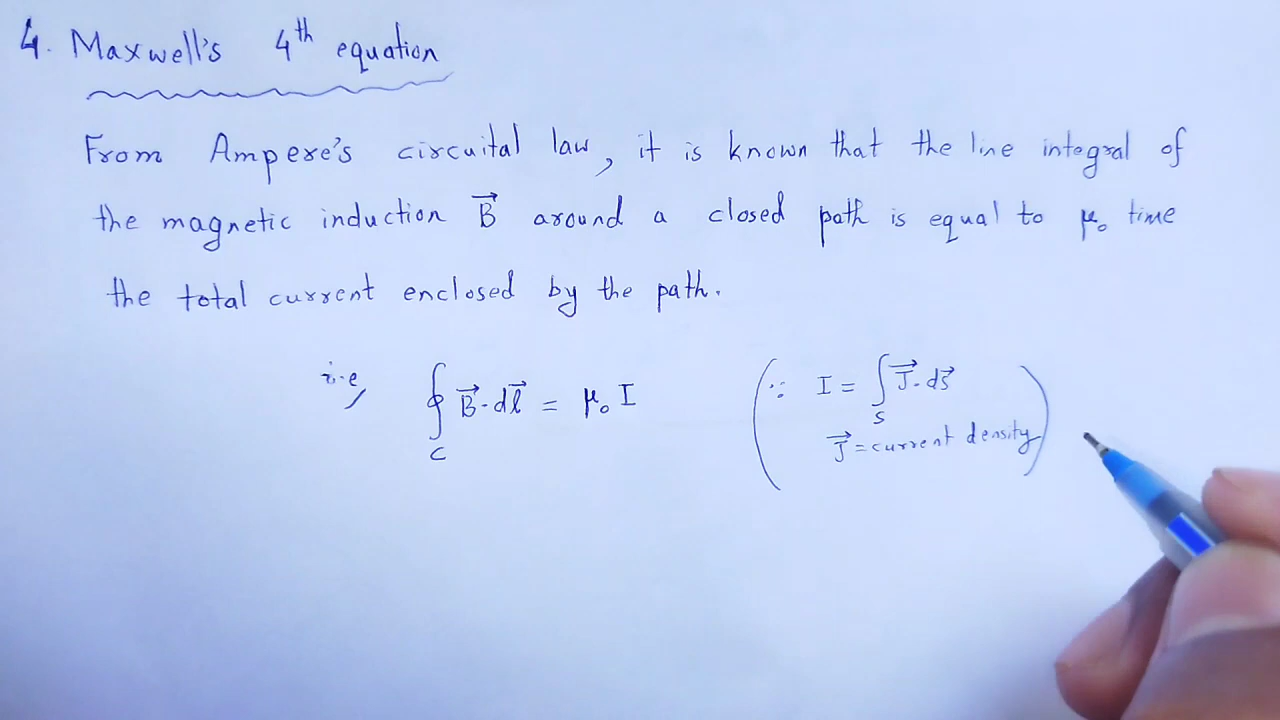 4. Maxwell's 4th equation
From Ampere's circuital law, it is known that the line integral of
the magnetic induction B⃗ around a closed path is equal to μ₀ time
the total current enclosed by the path.
i.e, ∮_C B⃗·dl⃗ = μ₀ I (∵ I = ∫_S J⃗·ds⃗
J⃗ = current density)